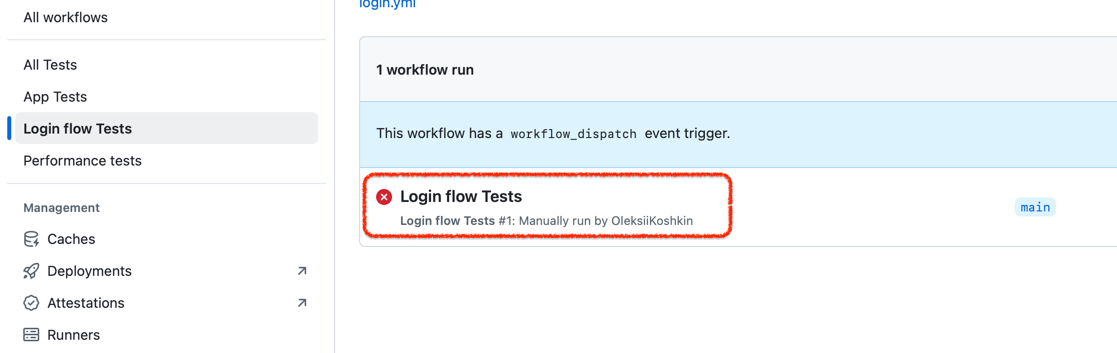 All workflows
All Tests
App Tests
Login flow Tests
Performance tests
Management
Caches
Deployments
Attestations
Runners
login.yml
1 workflow run
This workflow has a workflow_dispatch event trigger.
Login flow Tests
Login flow Tests #1: Manually run by OleksiiKoshkin
main